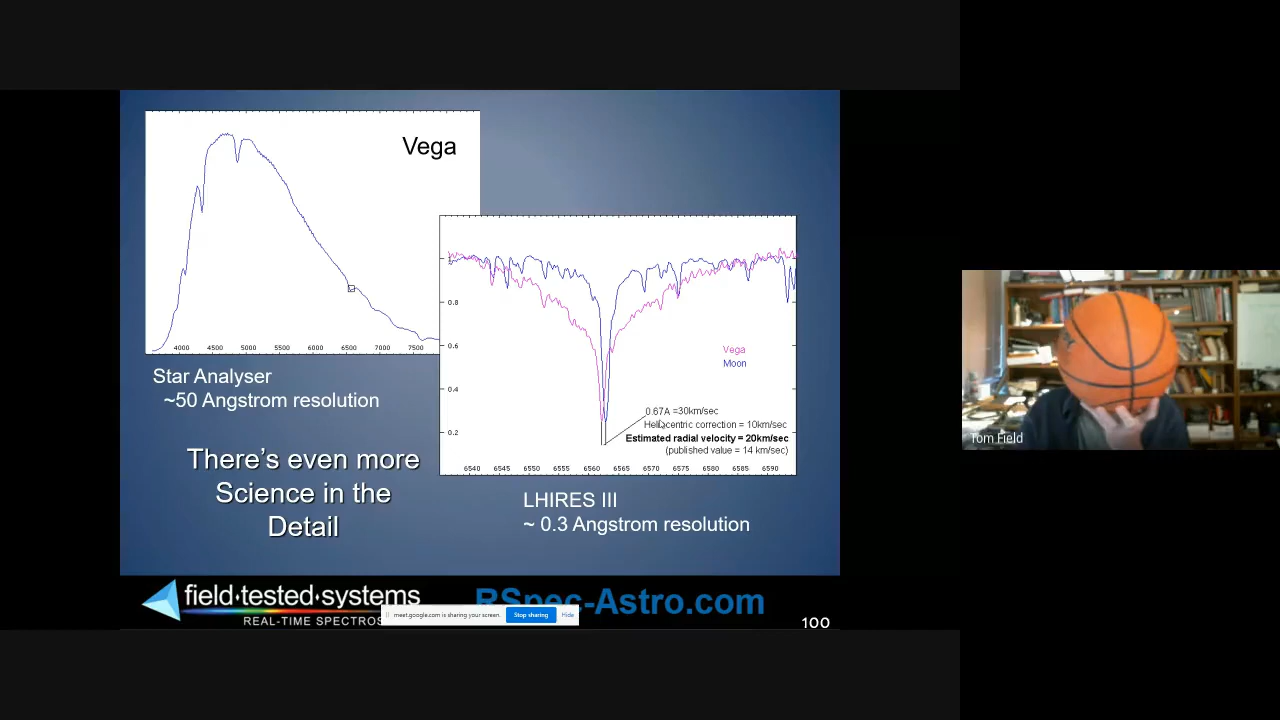 Vega
4000 4500 5000 5500 6000 6500 7000 7500
Star Analyser
~50 Angstrom resolution
There's even more
Science in the
Detail
1
0.8
0.6
0.4
0.2
Vega
Moon
0.67A =30km/sec
Heliocentric correction = 10km/sec
Estimated radial velocity = 20km/sec
(published value = 14 km/sec)
6540 6545 6550 6555 6560 6565 6570 6575 6580 6585 6590
LHIRES III
~ 0.3 Angstrom resolution
field·tested·systems
REAL-TIME SPECTROS
RSpec-Astro.com
meet.google.com is sharing your screen.
Stop sharing
Hide
100
Tom Field